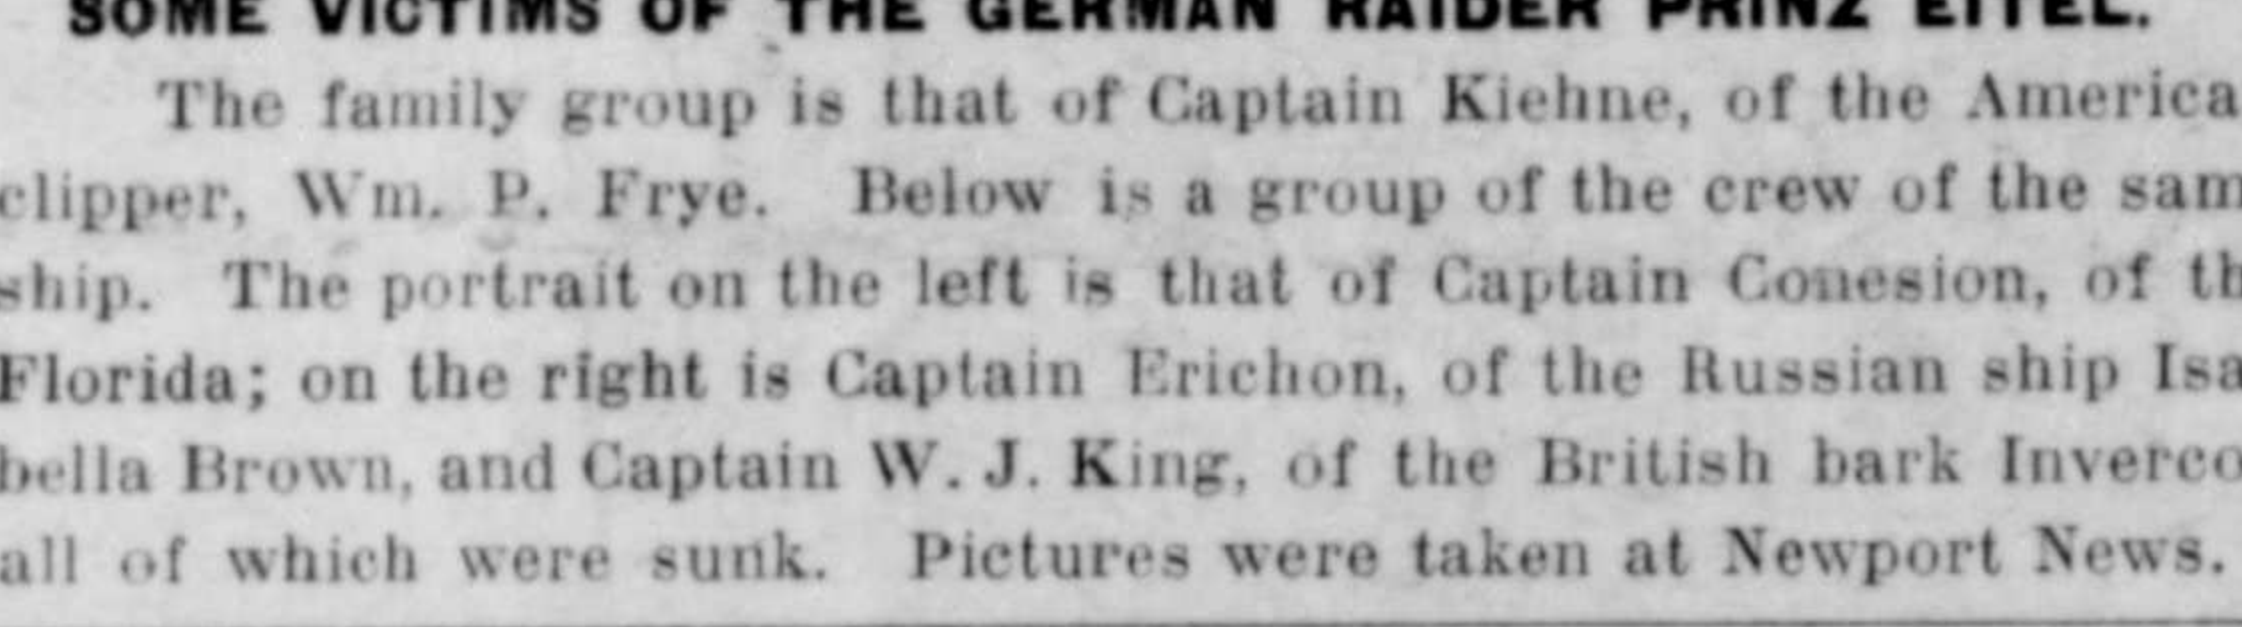 SOME VICTIMS OF THE GERMAN RAIDER PRINZ EITEL.
The family group is that of Captain Kiehne, of the America
clipper, Wm. P. Frye. Below is a group of the crew of the sam
ship. The portrait on the left is that of Captain Conesion, of th
Florida; on the right is Captain Erichon, of the Russian ship Isa
bella Brown, and Captain W. J. King, of the British bark Inverco
all of which were sunk. Pictures were taken at Newport News.